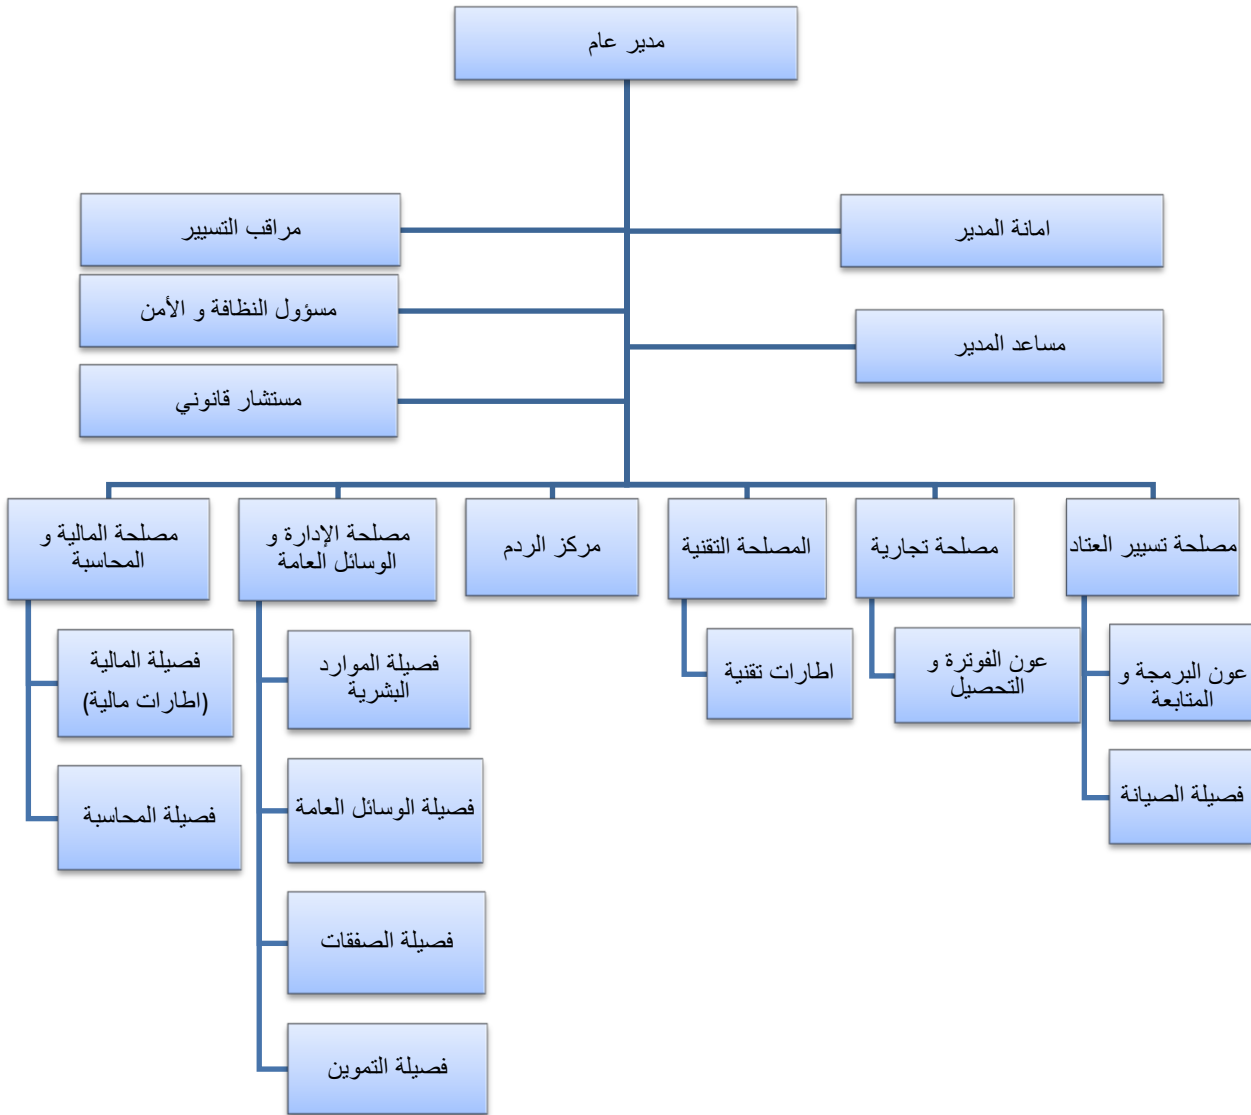 مدير عام
امانة المدير
مراقب التسيير
مسؤول النظافة و الأمن
مساعد المدير
مستشار قانوني
مصلحة تسيير العتاد
مصلحة تجارية
المصلحة التقنية
مركز الردم
مصلحة الإدارة و
الوسائل العامة
مصلحة المالية و
المحاسبة
عون البرمجة و
المتابعة
عون الفوترة و
التحصيل
اطارات تقنية
فصيلة الموارد
البشرية
فصيلة المالية
(اطارات مالية)
فصيلة الصيانة
فصيلة الوسائل العامة
فصيلة المحاسبة
فصيلة الصفقات
فصيلة التموين